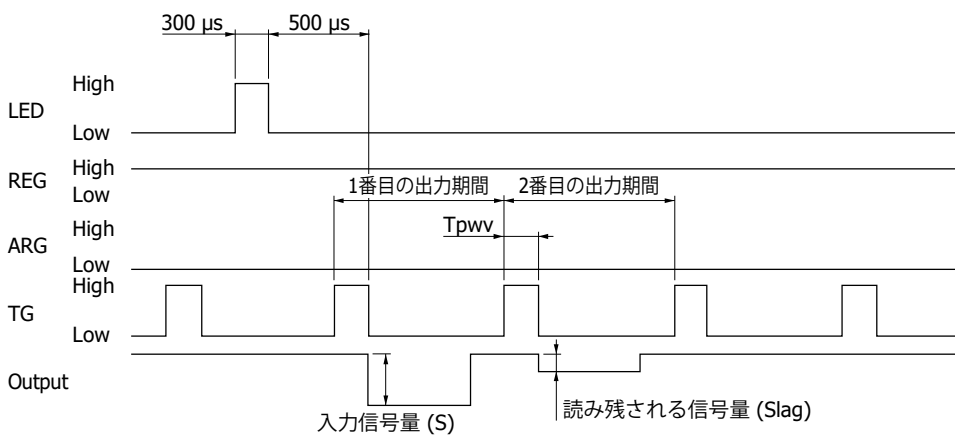 300 µs
500 µs
High
LED
Low
High
REG
Low
1番目の出力期間
2番目の出力期間
High
Tpwv
ARG
Low
High
TG
Low
Output
入力信号量 (S)
読み残される信号量 (Slag)